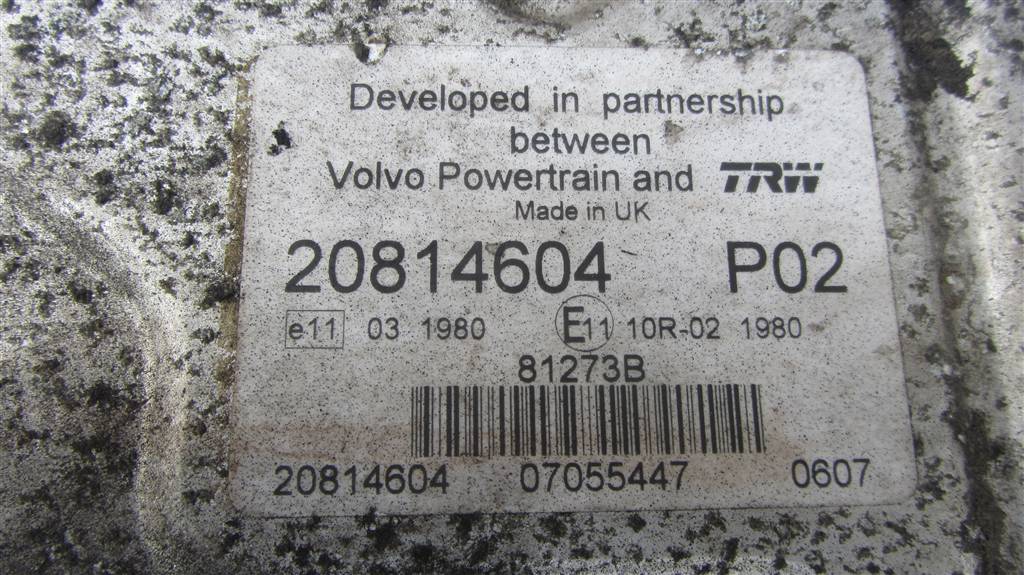 Developed in partnership
between
Volvo Powertrain and TRW
Made in UK
20814604 P02
e11 03 1980 E11 10R-02 1980
81273B
20814604 07055447 0607